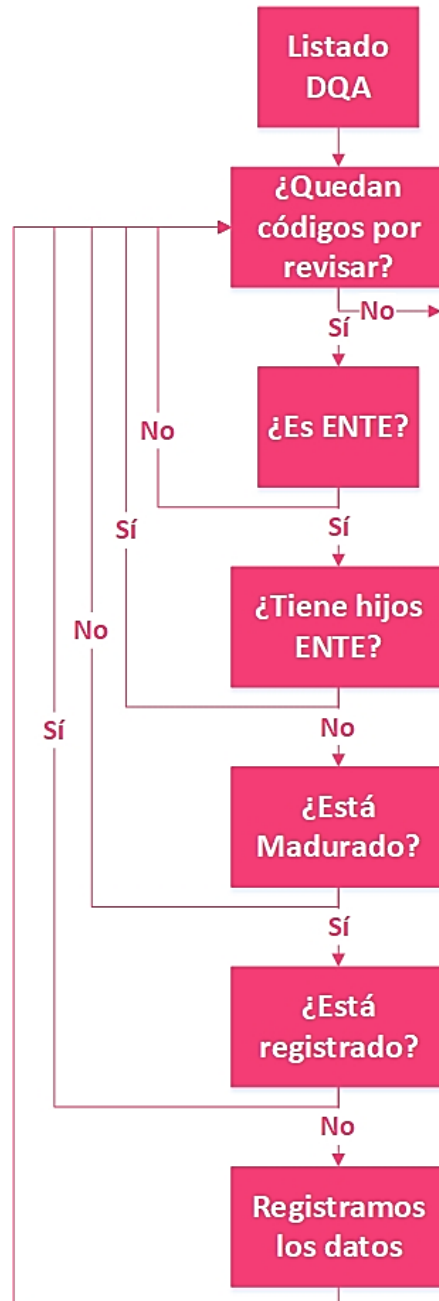 Listado
DQA
¿Quedan
códigos por
revisar?
No
Sí
¿Es ENTE?
No
Sí
Sí
¿Tiene hijos
ENTE?
No
No
Sí
¿Está
Madurado?
Sí
¿Está
registrado?
No
Registramos
los datos